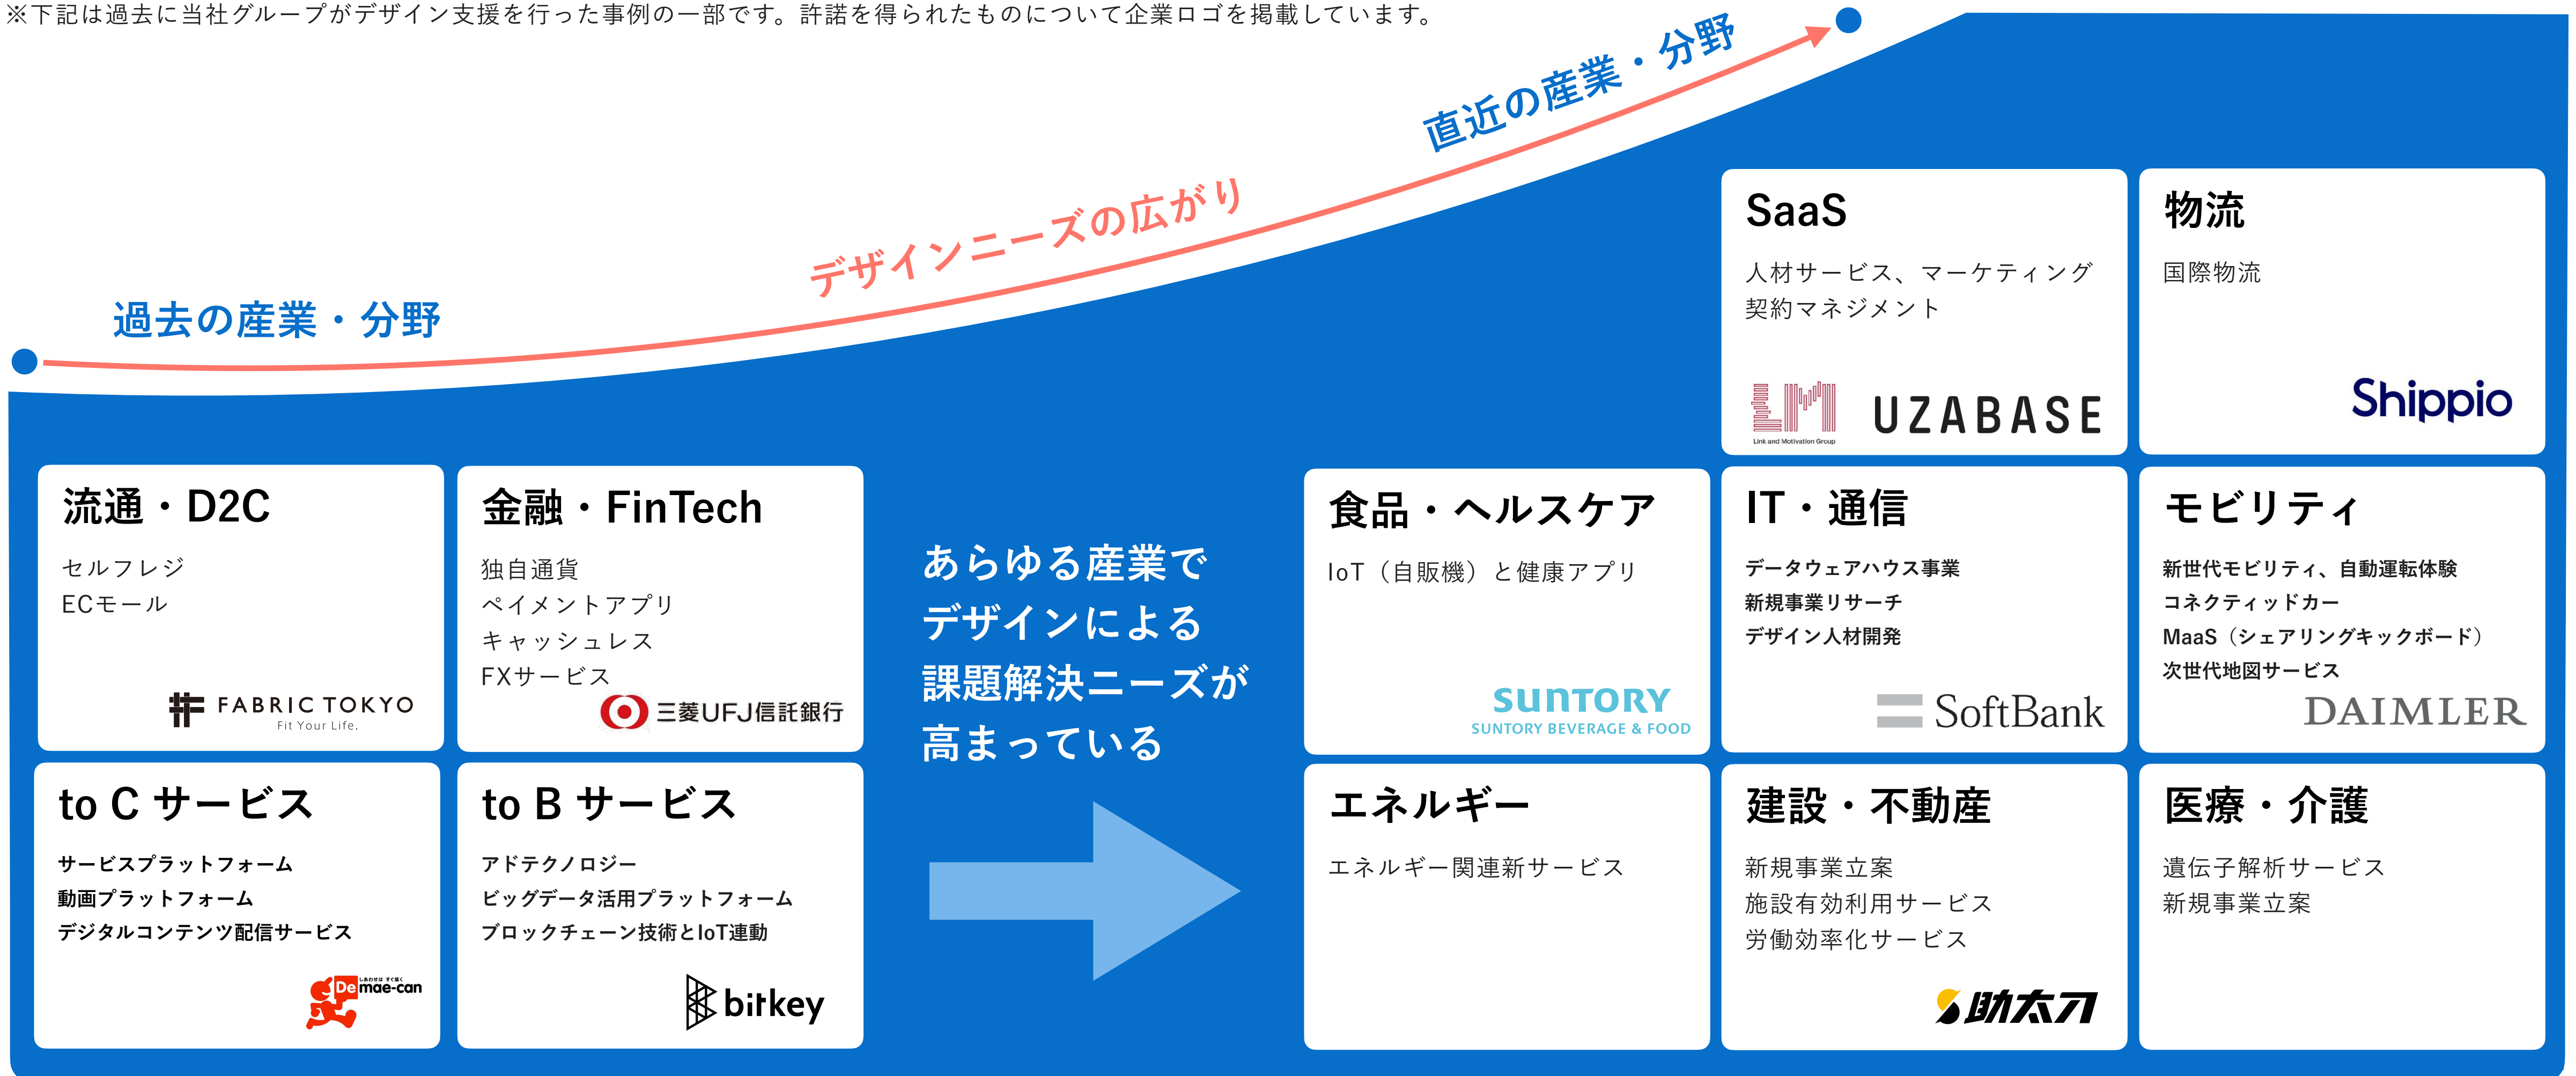 ※下記は過去に当社グループがデザイン支援を行った事例の一部です。許諾を得られたものについて企業ロゴを掲載しています。
過去の産業・分野
デザインニーズの広がり
直近の産業・分野
流通・D2C
セルフレジ
ECモール
FABRIC TOKYO
Fit Your Life.
金融・FinTech
独自通貨
ペイメントアプリ
キャッシュレス
FXサービス
三菱UFJ信託銀行
to C サービス
サービスプラットフォーム
動画プラットフォーム
デジタルコンテンツ配信サービス
しあわせは すぐ届く
Demae-can
to B サービス
アドテクノロジー
ビッグデータ活用プラットフォーム
ブロックチェーン技術とIoT連動
bitkey
あらゆる産業で
デザインによる
課題解決ニーズが
高まっている
SaaS
人材サービス、マーケティング
契約マネジメント
LM
Link and Motivation Group
UZABASE
物流
国際物流
Shippio
食品・ヘルスケア
IoT（自販機）と健康アプリ
SUNTORY
SUNTORY BEVERAGE & FOOD
IT・通信
データウェアハウス事業
新規事業リサーチ
デザイン人材開発
SoftBank
モビリティ
新世代モビリティ、自動運転体験
コネクティッドカー
MaaS（シェアリングキックボード）
次世代地図サービス
DAIMLER
エネルギー
エネルギー関連新サービス
建設・不動産
新規事業立案
施設有効利用サービス
労働効率化サービス
助太刀
医療・介護
遺伝子解析サービス
新規事業立案